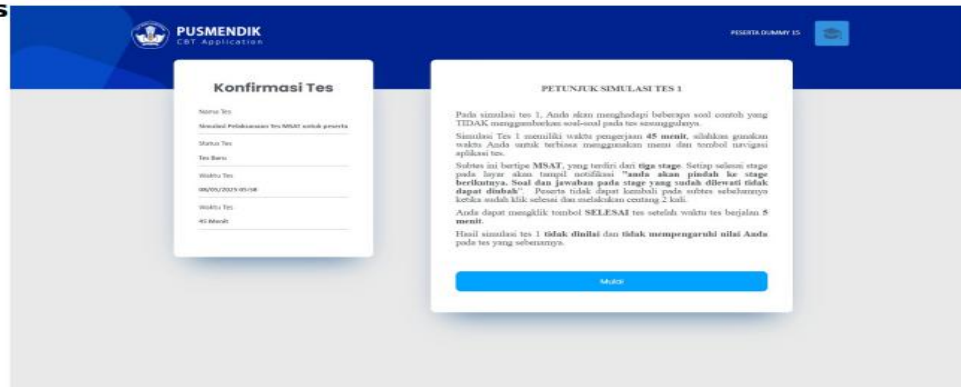 s
PUSMENDIK
CBT Application
PESERTA DUMMY 15
Konfirmasi Tes
Nama Tes
Simulasi Pelaksanaan Tes MSAT untuk peserta
Status Tes
Tes Baru
Waktu Tes
08/05/2025 05:58
Waktu Tes
45 Menit
PETUNJUK SIMULASI TES 1
Pada simulasi tes 1, Anda akan menghadapi beberapa soal contoh yang
TIDAK menggambarkan soal-soal pada tes sesungguhnya.
Simulasi Tes 1 memiliki waktu pengerjaan 45 menit, silahkan gunakan
waktu Anda untuk terbiasa menggunakan menu dan tombol navigasi
aplikasi tes.
Subtes ini bertipe MSAT, yang terdiri dari tiga stage. Setiap selesai stage
pada layar akan tampil notifikasi "anda akan pindah ke stage
berikutnya. Soal dan jawaban pada stage yang sudah dilewati tidak
dapat diubah". Peserta tidak dapat kembali pada subtes sebelumnya
ketika sudah klik selesai dan melakukan centang 2 kali.
Anda dapat mengklik tombol SELESAI tes setelah waktu tes berjalan 5
menit.
Hasil simulasi tes 1 tidak dinilai dan tidak mempengaruhi nilai Anda
pada tes yang sebenarnya.
Mulai